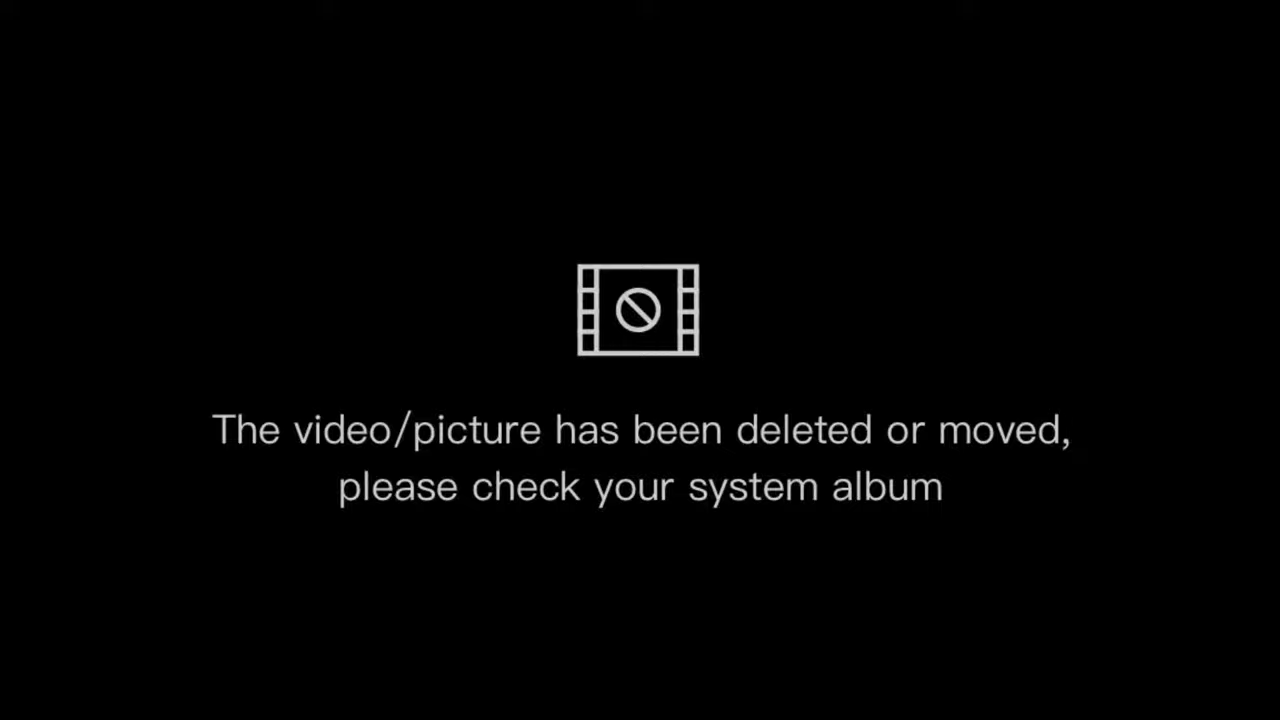 The video/picture has been deleted or moved,
please check your system album